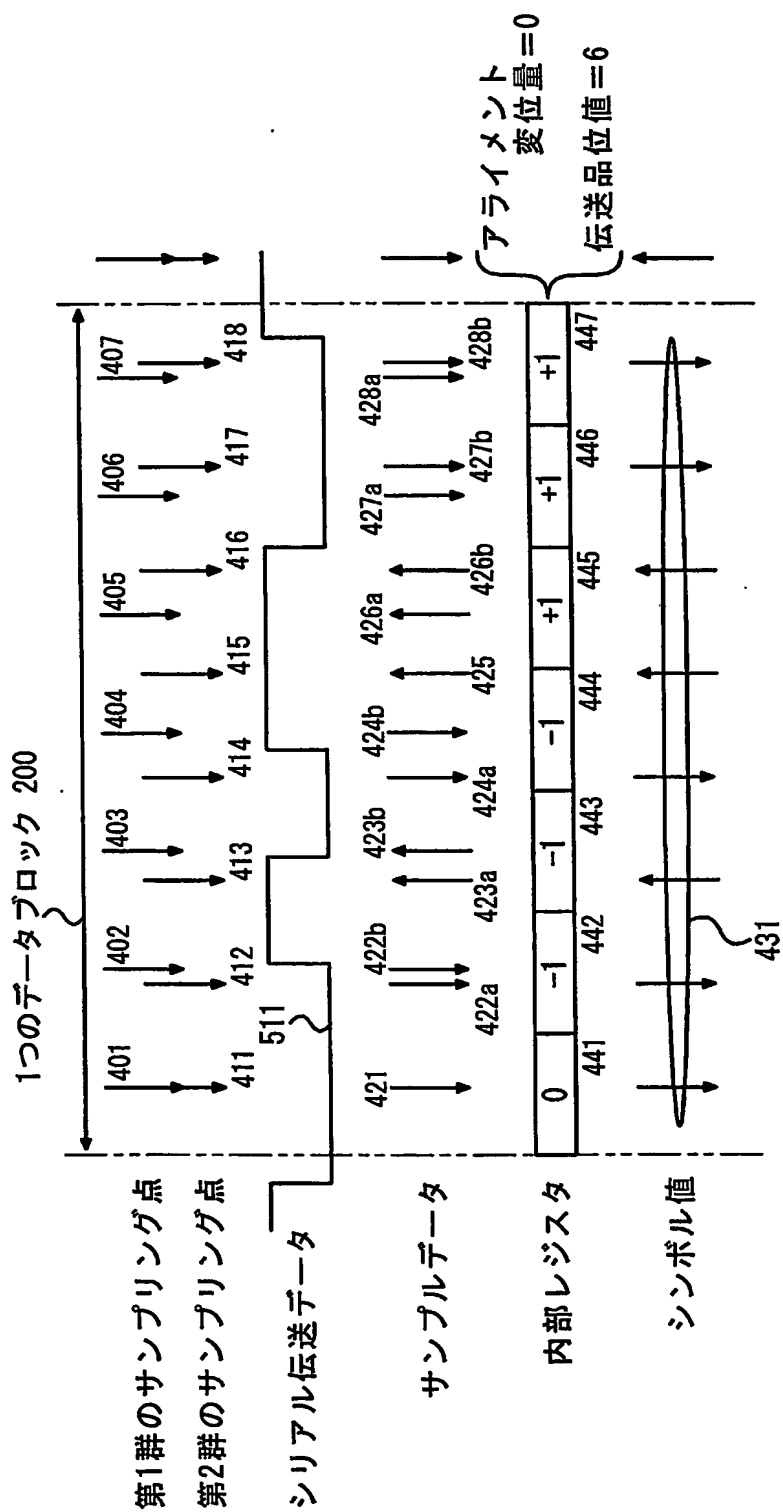 1つのデータブロック 200
第1群のサンプリング点
401 402 403 404 405 406 407
第2群のサンプリング点
411 412 413 414 415 416 417 418
シリアル伝送データ
511
サンプルデータ
421 422a 422b 423a 423b 424a 424b 425 426a 426b 427a 427b 428a 428b
内部レジスタ
0 −1 −1 −1 +1 +1 +1
441 442 443 444 445 446 447
アライメント
変位量=0
伝送品位値=6
シンボル値
431